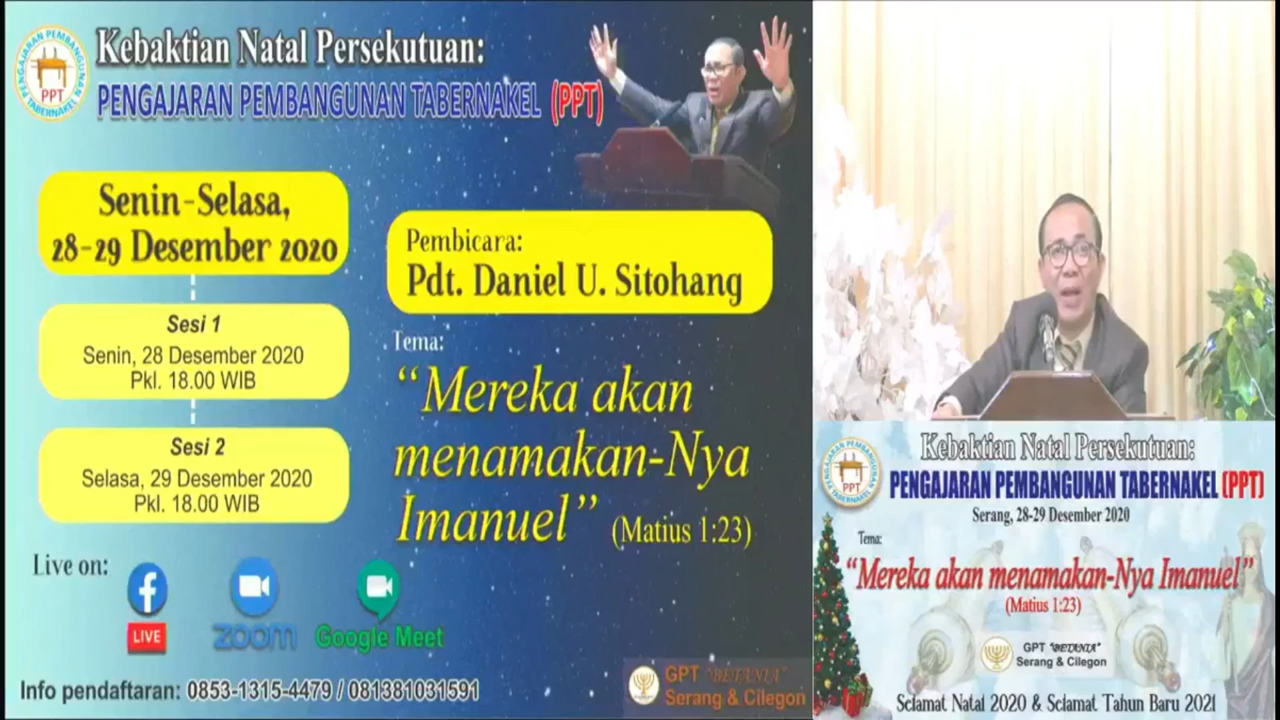 PENGAJARAN PEMBANGUNAN TABERNAKEL
PPT
Kebaktian Natal Persekutuan:
PENGAJARAN PEMBANGUNAN TABERNAKEL (PPT)
Senin-Selasa,
28-29 Desember 2020
Sesi 1
Senin, 28 Desember 2020
Pkl. 18.00 WIB
Sesi 2
Selasa, 29 Desember 2020
Pkl. 18.00 WIB
Pembicara:
Pdt. Daniel U. Sitohang
Tema:
“Mereka akan
menamakan-Nya
Imanuel” (Matius 1:23)
Live on:
LIVE
zoom
Google Meet
Info pendaftaran: 0853-1315-4479 / 081381031591
GPT "BETANIA"
Serang & Cilegon
PENGAJARAN PEMBANGUNAN TABERNAKEL
PPT
Kebaktian Natal Persekutuan:
PENGAJARAN PEMBANGUNAN TABERNAKEL (PPT)
Serang, 28-29 Desember 2020
Tema:
“Mereka akan menamakan-Nya Imanuel”
(Matius 1:23)
GPT "BETANIA"
Serang & Cilegon
Selamat Natal 2020 & Selamat Tahun Baru 2021